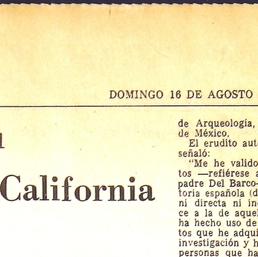 DOMINGO 16 DE AGOSTO
California
de Arqueología,
de México.
El erudito aut
señaló:
"Me he valido
tos —refiérese a
padre Del Barco-
toria española (d
ni directa ni ind
ce a la de aquel
ha hecho uso de
tos que he adqui
investigación y h
personas que ha